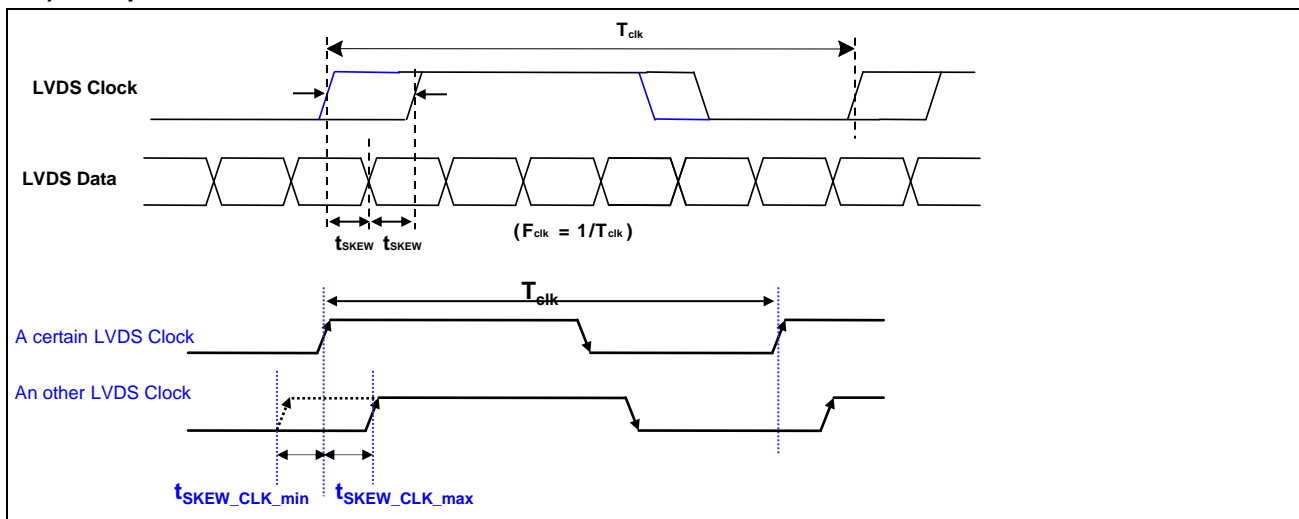 Tclk
LVDS Clock
LVDS Data
tSKEW tSKEW
(Fclk = 1/Tclk)
Tclk
A certain LVDS Clock
An other LVDS Clock
tSKEW_CLK_min tSKEW_CLK_max